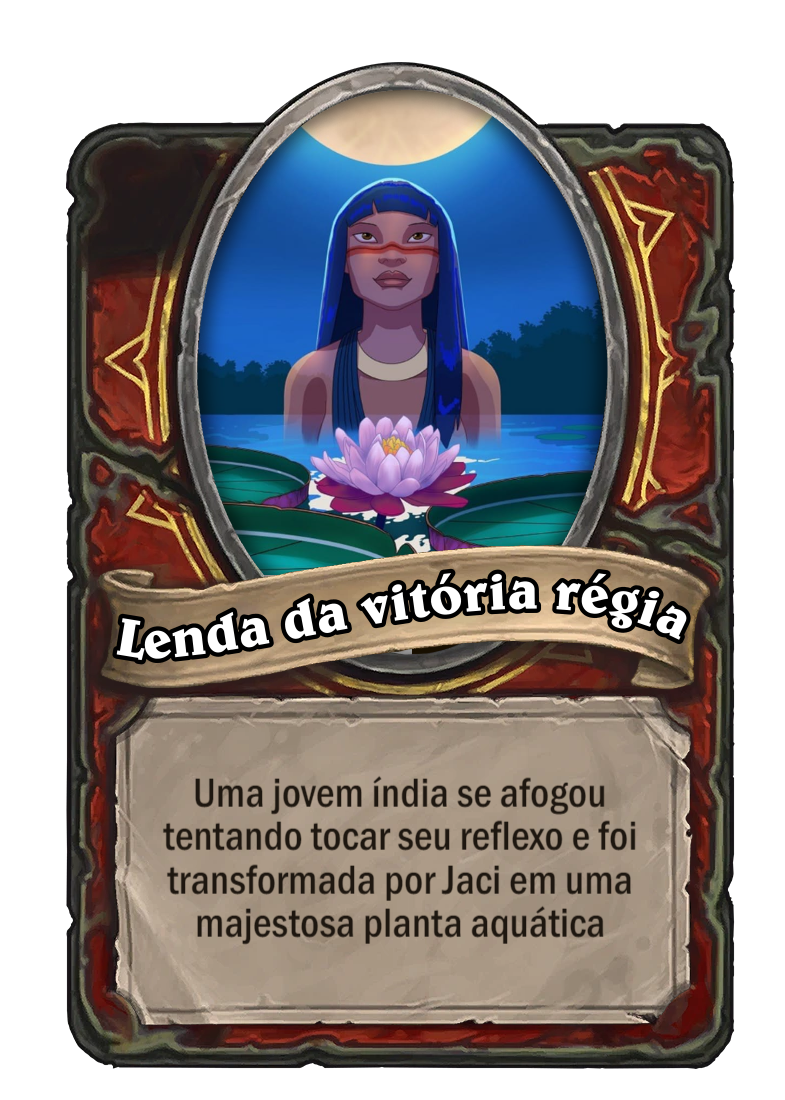 Lenda da vitória régia
Uma jovem índia se afogou
tentando tocar seu reflexo e foi
transformada por Jaci em uma
majestosa planta aquática